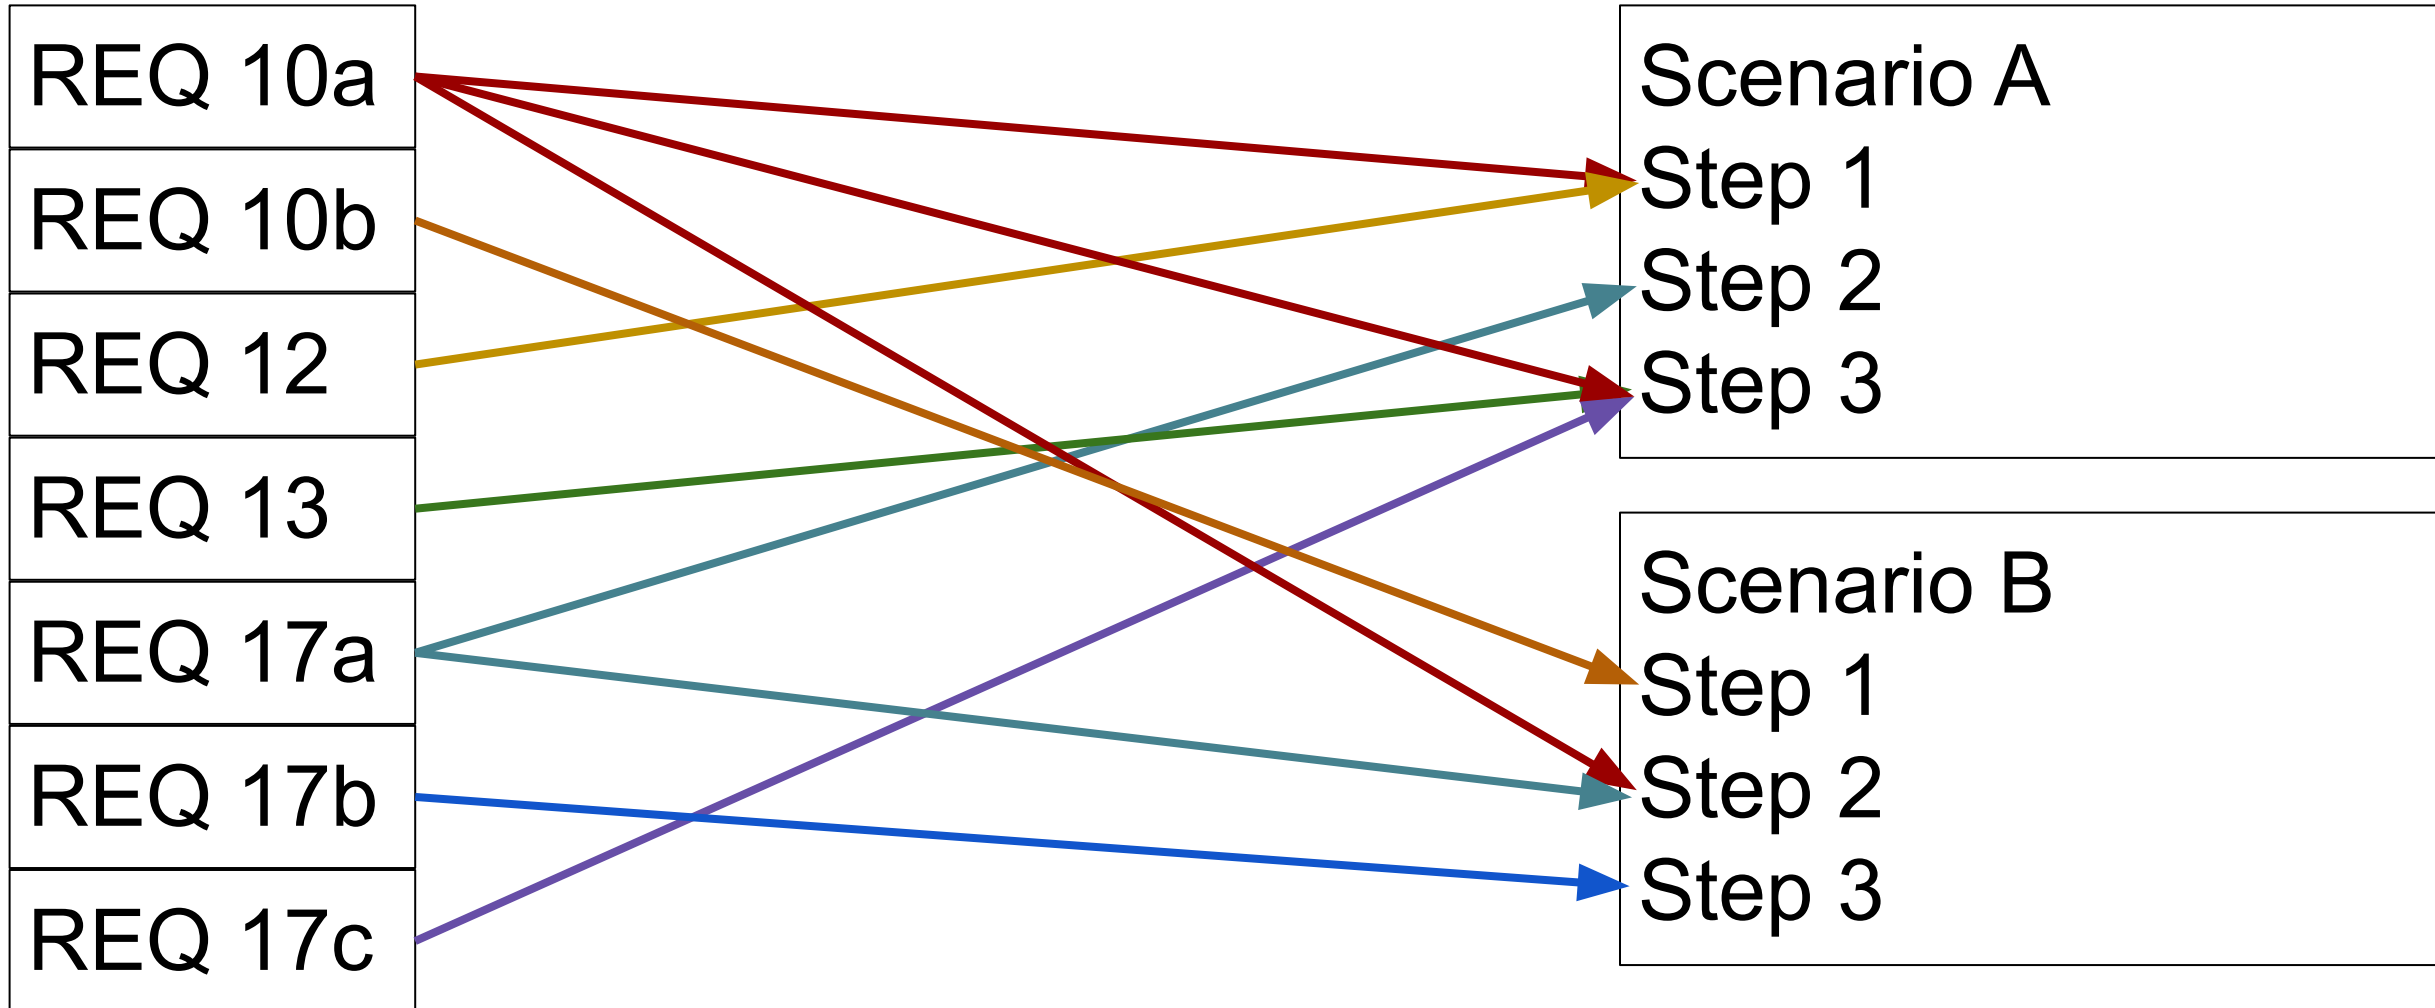 REQ 10a
REQ 10b
REQ 12
REQ 13
REQ 17a
REQ 17b
REQ 17c
Scenario A
Step 1
Step 2
Step 3
Scenario B
Step 1
Step 2
Step 3